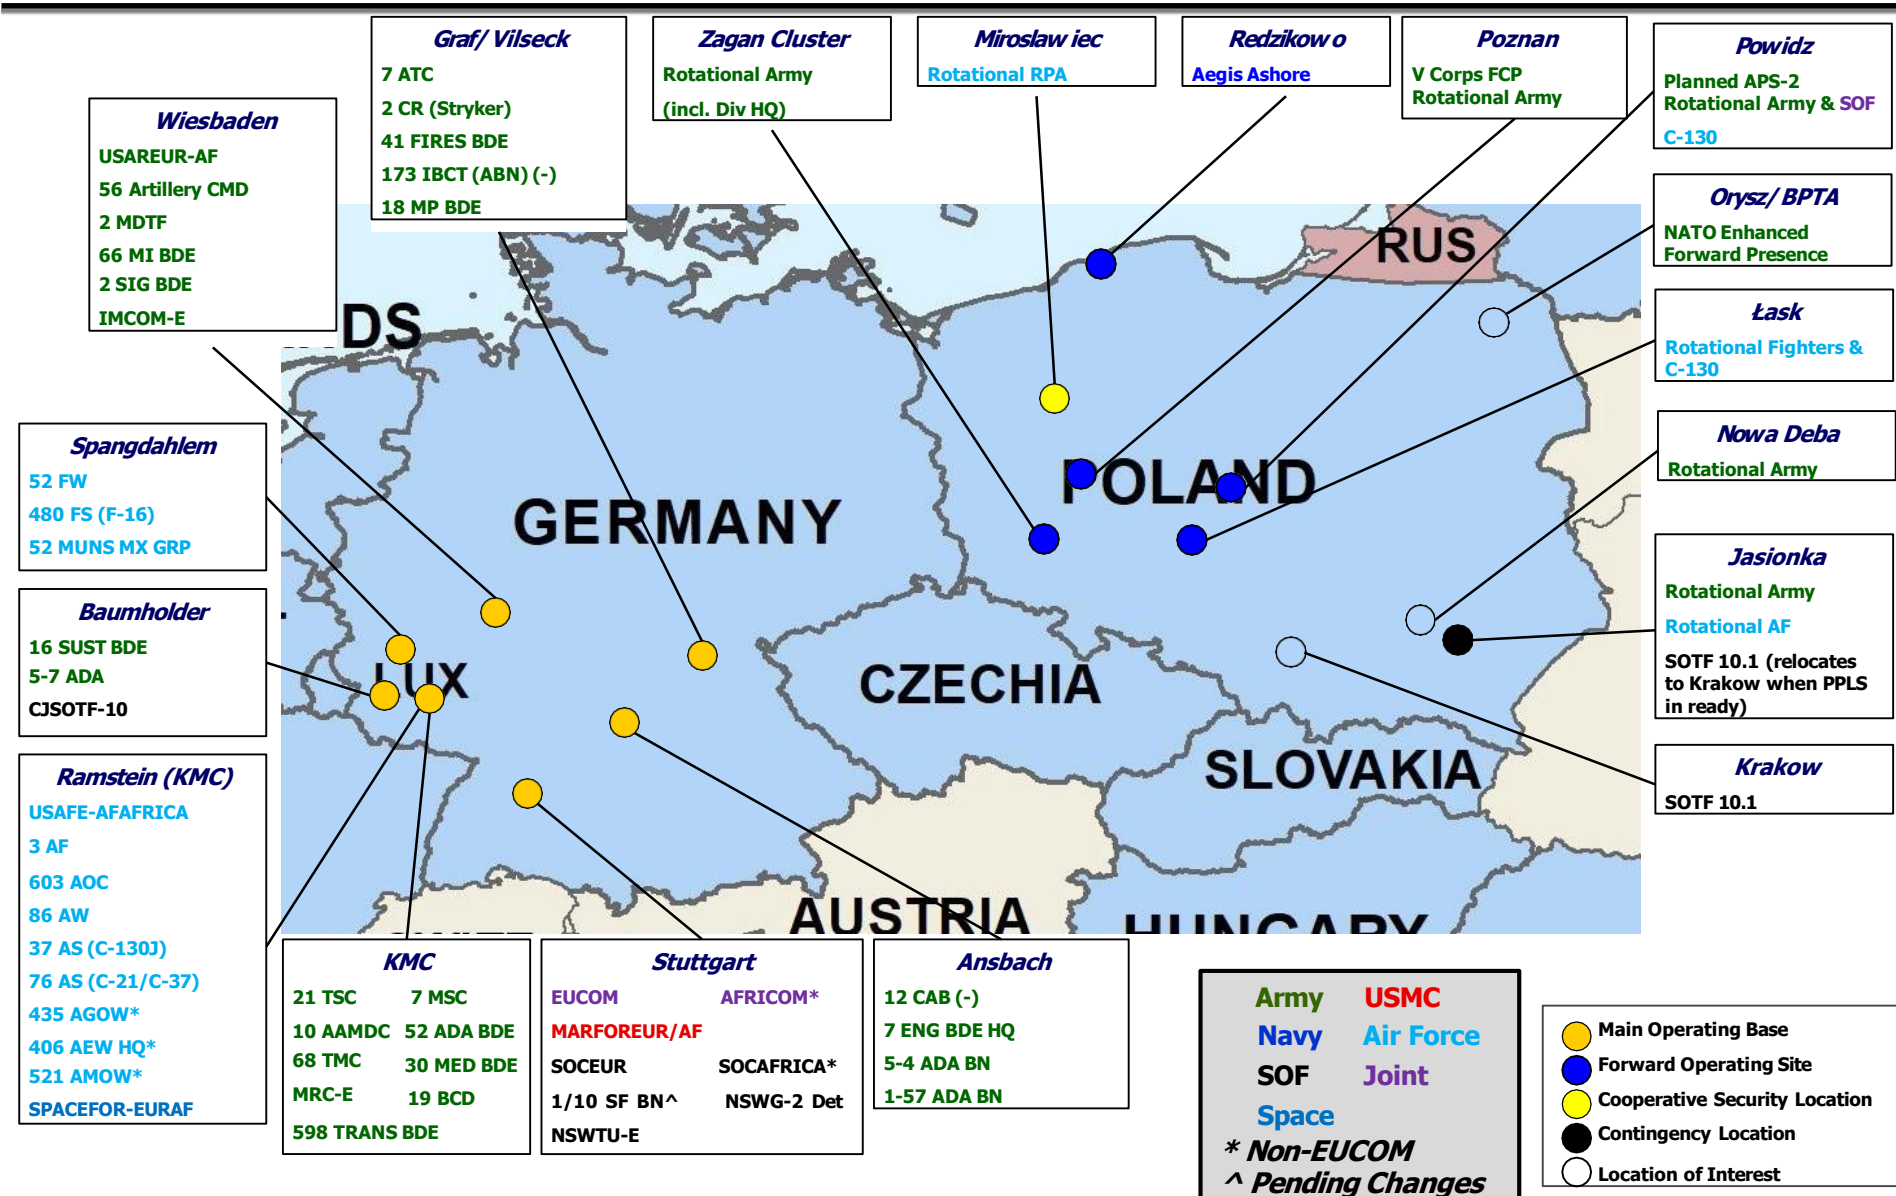 Graf/ Vilseck
7 ATC
2 CR (Stryker)
41 FIRES BDE
173 IBCT (ABN) (-)
18 MP BDE
Zagan Cluster
Rotational Army
(incl. Div HQ)
Miroslaw iec
Rotational RPA
Redzikow o
Aegis Ashore
Poznan
V Corps FCP
Rotational Army
Powidz
Planned APS-2
Rotational Army & SOF
C-130
Wiesbaden
USAREUR-AF
56 Artillery CMD
2 MDTF
66 MI BDE
2 SIG BDE
IMCOM-E
Orysz/ BPTA
NATO Enhanced
Forward Presence
Łask
Rotational Fighters &
C-130
Nowa Deba
Rotational Army
Jasionka
Rotational Army
Rotational AF
SOTF 10.1 (relocates
to Krakow when PPLS
in ready)
Krakow
SOTF 10.1
Spangdahlem
52 FW
480 FS (F-16)
52 MUNS MX GRP
Baumholder
16 SUST BDE
5-7 ADA
CJSOTF-10
Ramstein (KMC)
USAFE-AFAFRICA
3 AF
603 AOC
86 AW
37 AS (C-130J)
76 AS (C-21/C-37)
435 AGOW*
406 AEW HQ*
521 AMOW*
SPACEFOR-EURAF
RUS
DS
GERMANY
POLAND
LUX
CZECHIA
SLOVAKIA
AUSTRIA
HUNGARY
KMC
21 TSC 7 MSC
10 AAMDC 52 ADA BDE
68 TMC 30 MED BDE
MRC-E 19 BCD
598 TRANS BDE
Stuttgart
EUCOM AFRICOM*
MARFOREUR/AF
SOCEUR SOCAFRICA*
1/10 SF BN^ NSWG-2 Det
NSWTU-E
Ansbach
12 CAB (-)
7 ENG BDE HQ
5-4 ADA BN
1-57 ADA BN
Army USMC
Navy Air Force
SOF Joint
Space
* Non-EUCOM
^ Pending Changes
Main Operating Base
Forward Operating Site
Cooperative Security Location
Contingency Location
Location of Interest